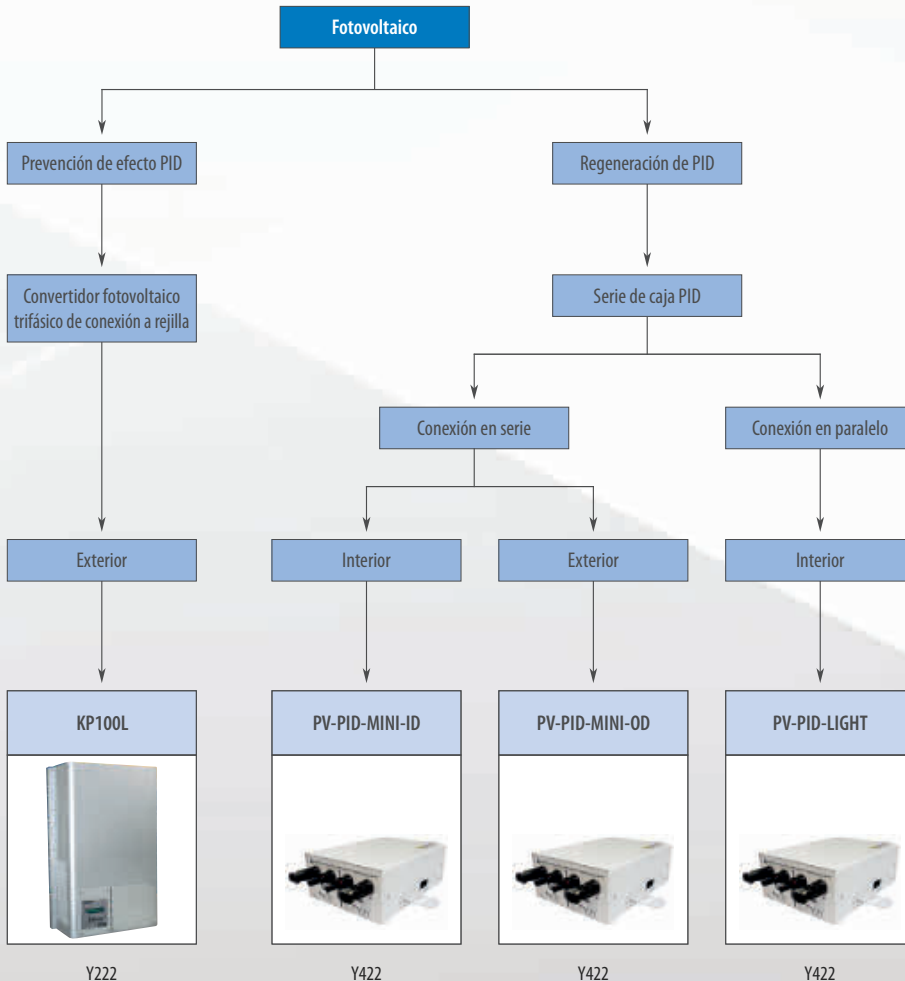 Fotovoltaico
Prevención de efecto PID
Regeneración de PID
Convertidor fotovoltaico
trifásico de conexión a rejilla
Serie de caja PID
Conexión en serie
Conexión en paralelo
Exterior
Interior
Exterior
Interior
KP100L
PV-PID-MINI-ID
PV-PID-MINI-OD
PV-PID-LIGHT
Y222
Y422
Y422
Y422